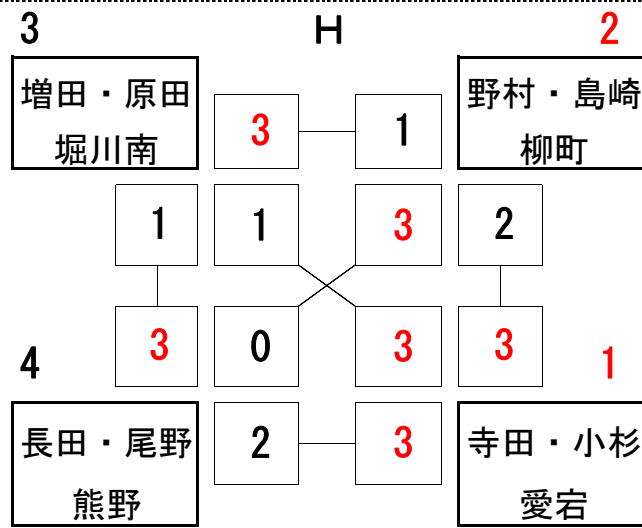 3 H 2
増田・原田 野村・島崎
堀川南 柳町
3 1
1 1 3 2
3 0 3 3
4 1
2 3
長田・尾野 寺田・小杉
熊野 愛宕